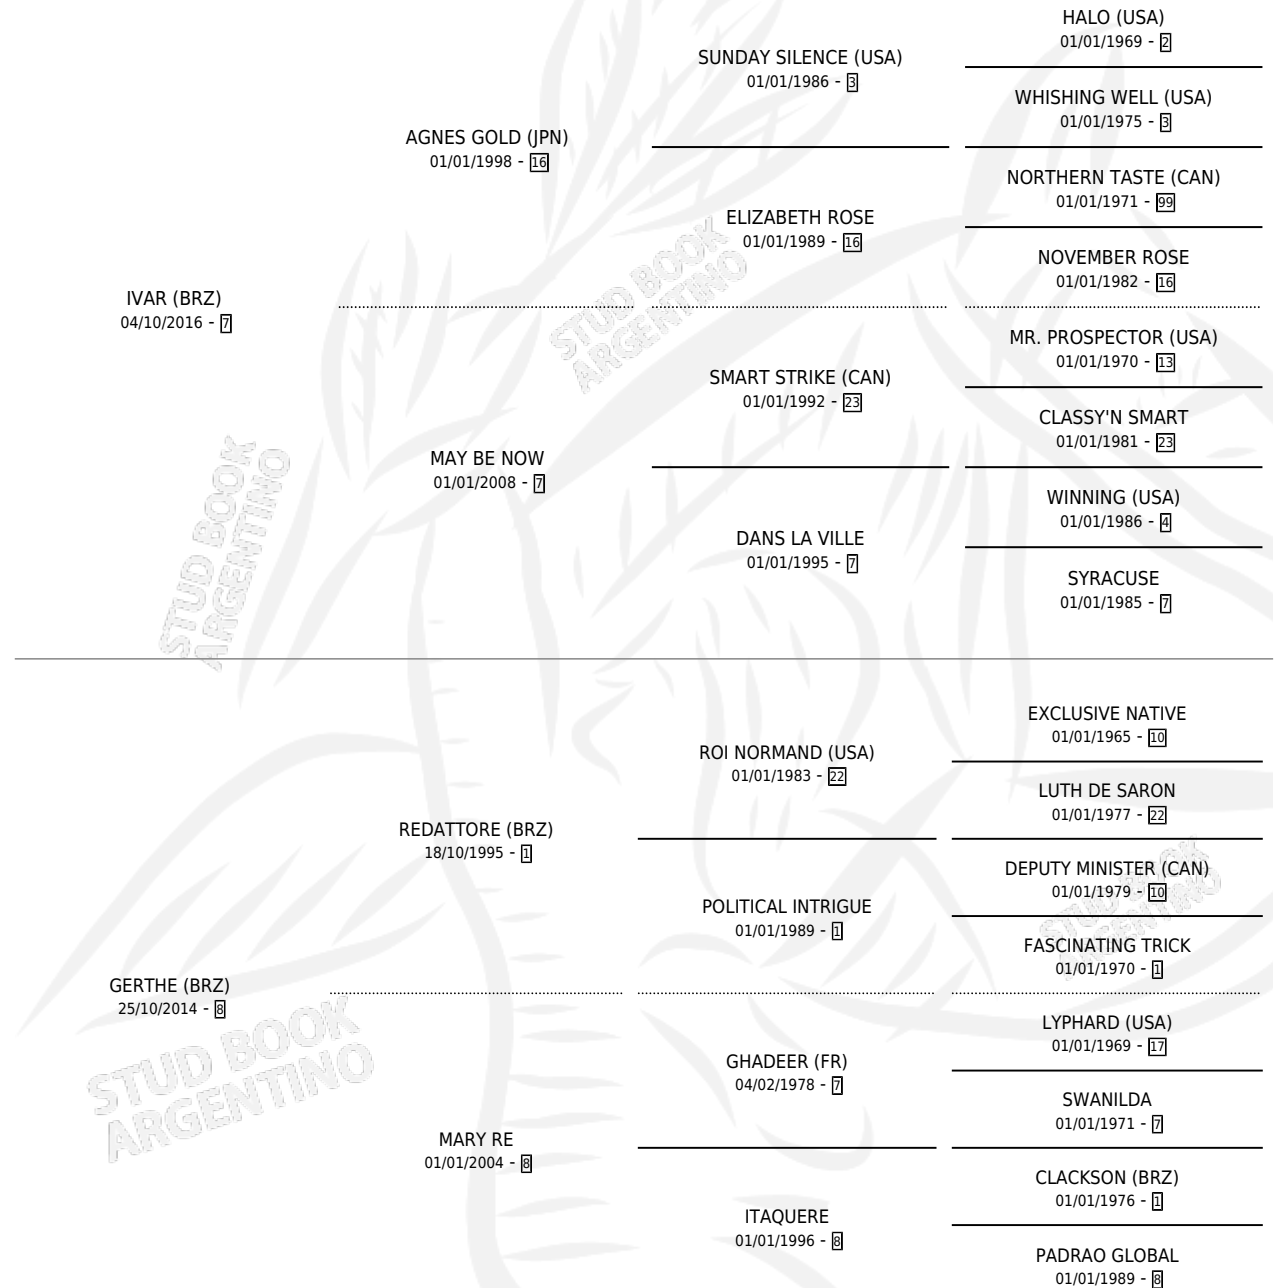 HALO (USA)
01/01/1969 - 2
SUNDAY SILENCE (USA)
01/01/1986 - 3
WHISHING WELL (USA)
01/01/1975 - 3
AGNES GOLD (JPN)
01/01/1998 - 16
NORTHERN TASTE (CAN)
01/01/1971 - 99
ELIZABETH ROSE
01/01/1989 - 16
NOVEMBER ROSE
01/01/1982 - 16
IVAR (BRZ)
04/10/2016 - 7
MR. PROSPECTOR (USA)
01/01/1970 - 13
SMART STRIKE (CAN)
01/01/1992 - 23
CLASSY'N SMART
01/01/1981 - 23
MAY BE NOW
01/01/2008 - 7
WINNING (USA)
01/01/1986 - 4
DANS LA VILLE
01/01/1995 - 7
SYRACUSE
01/01/1985 - 7
EXCLUSIVE NATIVE
01/01/1965 - 10
ROI NORMAND (USA)
01/01/1983 - 22
LUTH DE SARON
01/01/1977 - 22
REDATTORE (BRZ)
18/10/1995 - 1
DEPUTY MINISTER (CAN)
01/01/1979 - 10
POLITICAL INTRIGUE
01/01/1989 - 1
FASCINATING TRICK
01/01/1970 - 1
GERTHE (BRZ)
25/10/2014 - 8
LYPHARD (USA)
01/01/1969 - 17
GHADEER (FR)
04/02/1978 - 7
SWANILDA
01/01/1971 - 7
MARY RE
01/01/2004 - 8
CLACKSON (BRZ)
01/01/1976 - 1
ITAQUERE
01/01/1996 - 8
PADRAO GLOBAL
01/01/1989 - 8
STUD BOOK
ARGENTINO
STUD BOOK
ARGENTINO
STUD BOOK
ARGENTINO
STUD BOOK
ARGENTINO